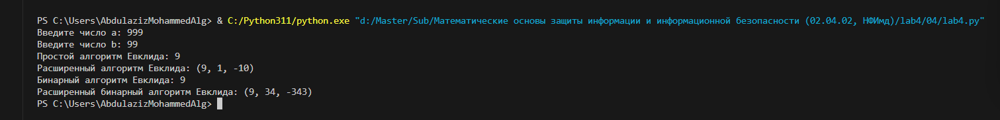 PS C:\Users\AbdulazizMohammedAlg> & C:/Python311/python.exe "d:/Master/Sub/Математические основы защиты информации и информационной безопасности (02.04.02, НФИмд)/lab4/04/lab4.py"
Введите число a: 999
Введите число b: 99
Простой алгоритм Евклида: 9
Расширенный алгоритм Евклида: (9, 1, -10)
Бинарный алгоритм Евклида: 9
Расширенный бинарный алгоритм Евклида: (9, 34, -343)
PS C:\Users\AbdulazizMohammedAlg>